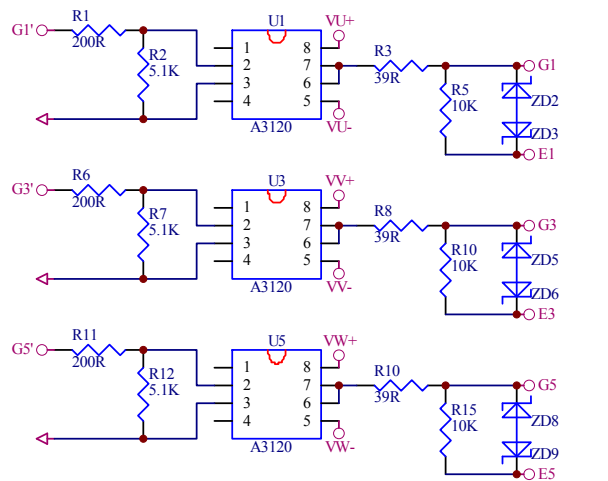 G1' R1 200R R2 5.1K U1 VU+ R3 39R G1
1 8
2 7
3 6
4 5
R5 10K ZD2 ZD3
A3120 VU- E1
G3' R6 200R R7 5.1K U3 VV+ R8 39R G3
1 8
2 7
3 6
4 5
R10 10K ZD5 ZD6
A3120 VV- E3
G5' R11 200R R12 5.1K U5 VW+ R10 39R G5
1 8
2 7
3 6
4 5
R15 10K ZD8 ZD9
A3120 VW- E5